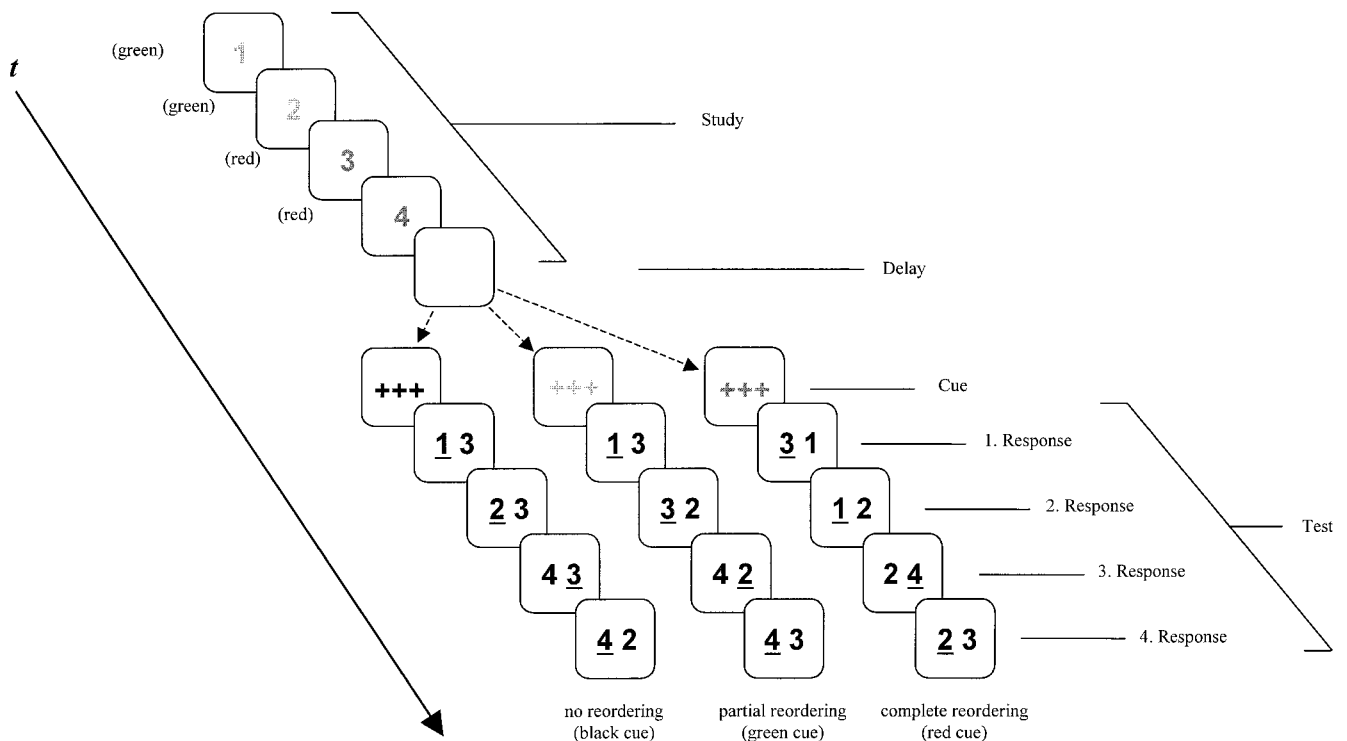 (green)
1
t
(green)
2
Study
(red)
3
(red)
4
Delay
+++
+++
+++
Cue
1 3
1 3
3 1
1. Response
2 3
3 2
1 2
2. Response
Test
4 3
4 2
2 4
3. Response
4 2
4 3
2 3
4. Response
no reordering
(black cue)
partial reordering
(green cue)
complete reordering
(red cue)